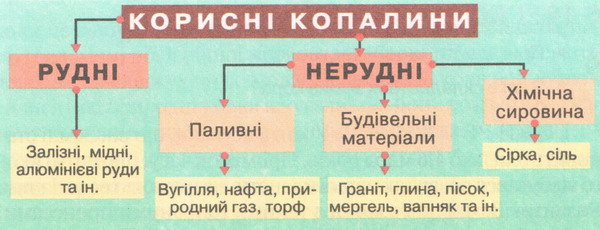 КОРИСНІ КОПАЛИНИ
РУДНІ
НЕРУДНІ
Залізні, мідні,
алюмінієві руди
та ін.
Паливні
Вугілля, нафта, при-
родний газ, торф
Будівельні
матеріали
Граніт, глина, пісок,
мергель, вапняк та ін.
Хімічна
сировина
Сірка, сіль